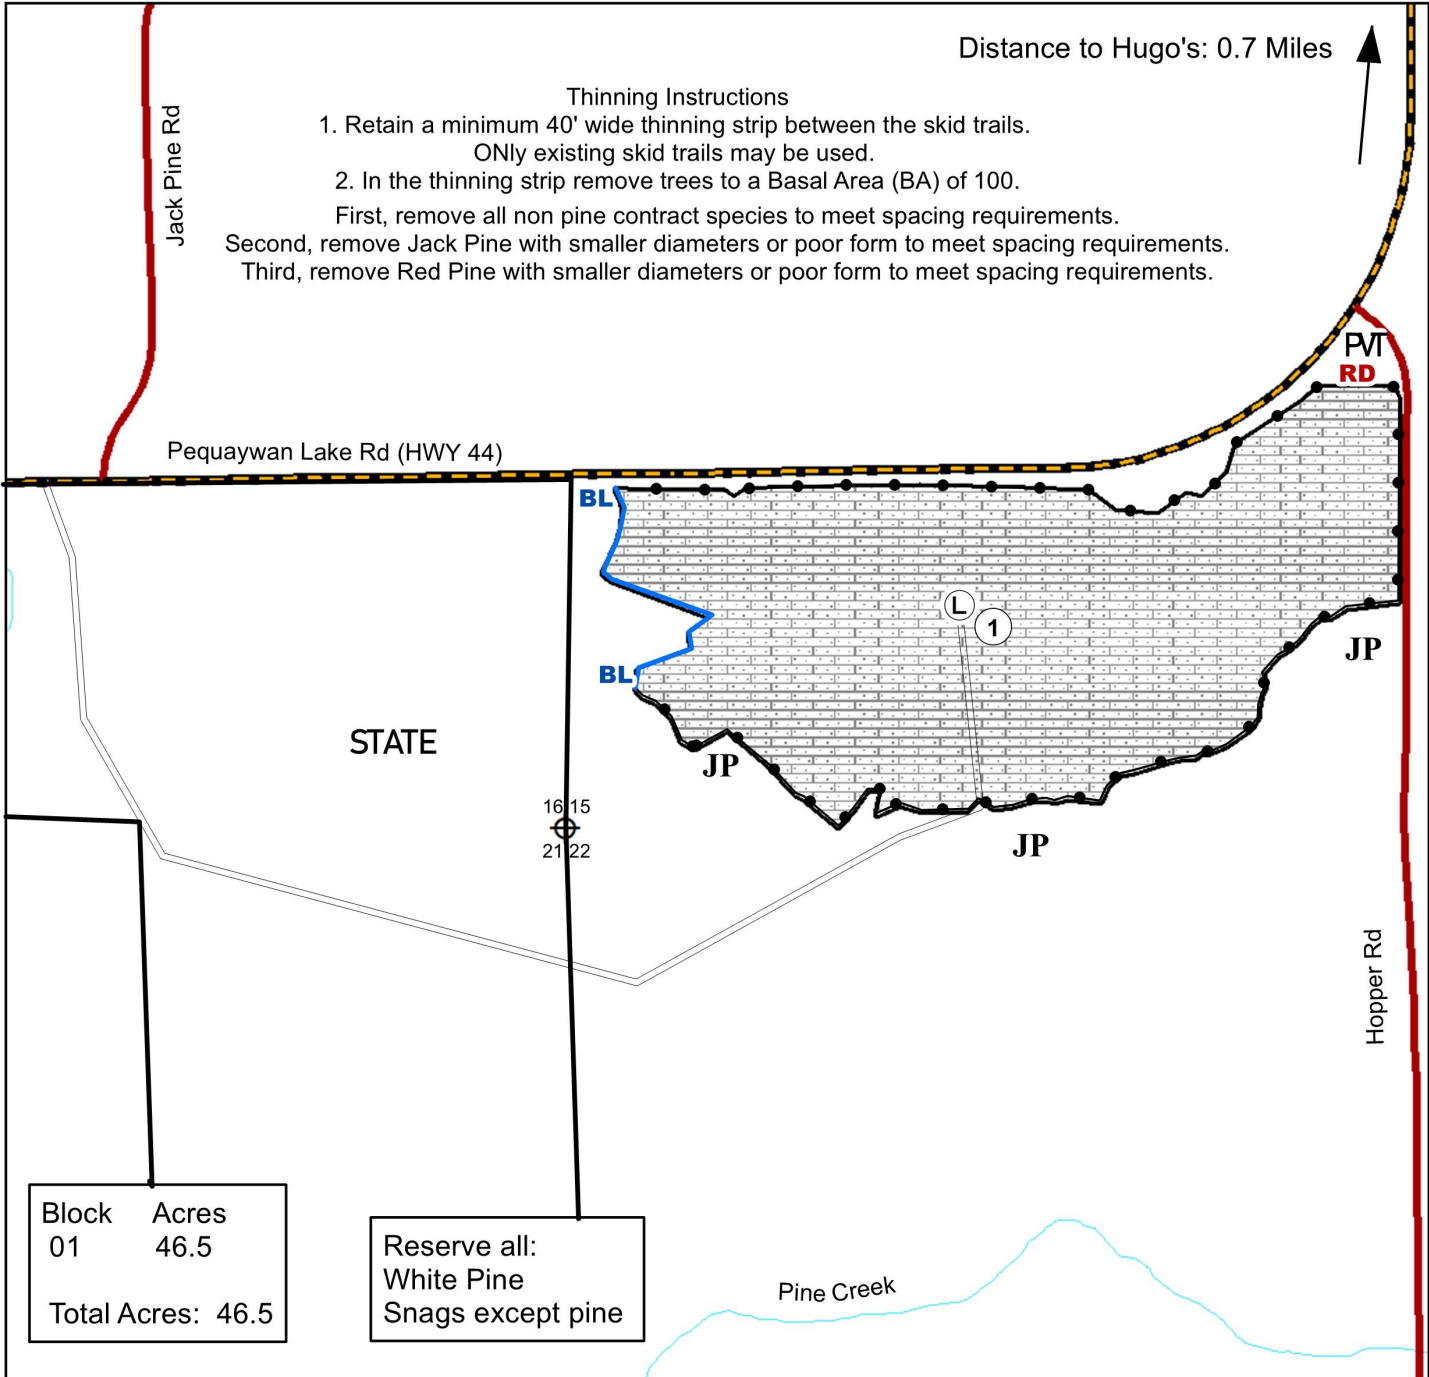 Distance to Hugo's: 0.7 Miles
Thinning Instructions
1. Retain a minimum 40' wide thinning strip between the skid trails.
ONly existing skid trails may be used.
2. In the thinning strip remove trees to a Basal Area (BA) of 100.
First, remove all non pine contract species to meet spacing requirements.
Second, remove Jack Pine with smaller diameters or poor form to meet spacing requirements.
Third, remove Red Pine with smaller diameters or poor form to meet spacing requirements.
Jack Pine Rd
PVT
RD
Pequaywan Lake Rd (HWY 44)
BL
L
1
JP
BL
STATE
JP
16 15
21 22
JP
Hopper Rd
Block Acres
01 46.5
Total Acres: 46.5
Reserve all:
White Pine
Snags except pine
Pine Creek